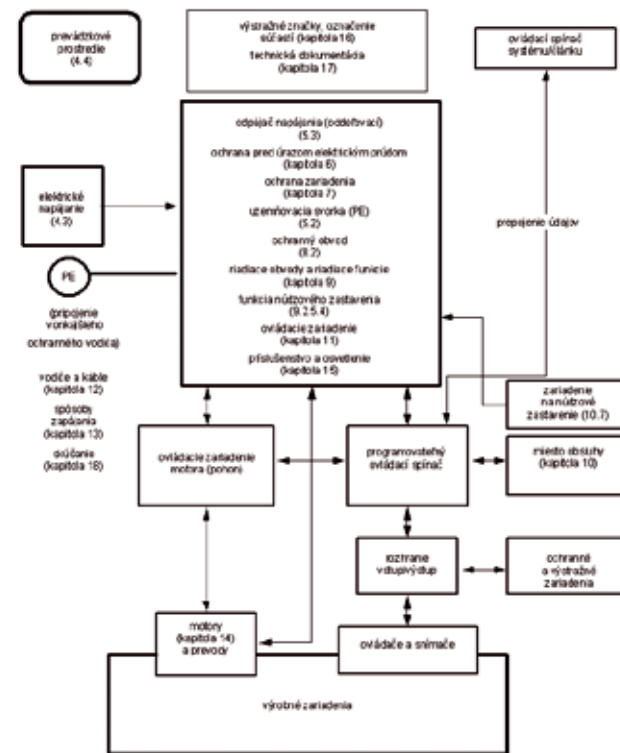 prevádzkové
prostredie
(4.4)
výstražné značky, označenie
súčastí (kapitola 16)
technická dokumentácia
(kapitola 17)
ovládací spínač
systému/článku
odpájač napájania (oddeľovací)
(5.3)
ochrana pred úrazom elektrickým prúdom
(kapitola 6)
ochrana zariadenia
(kapitola 7)
uzemňovacia svorka (PE)
(5.2)
ochranný obvod
(8.2)
riadiace obvody a riadiace funkcie
(kapitola 9)
funkcia núdzového zastavenia
(9.2.5.4)
ovládacie zariadenie
(kapitola 11)
príslušenstvo a osvetlenie
(kapitola 15)
elektrické
napájanie
(4.3)
PE
(pripojenie
vonkajšieho
ochranného vodiča)
vodiče a káble
(kapitola 12)
spôsoby
zapájania
(kapitola 13)
skúšanie
(kapitola 18)
prepojenie údajov
zariadenie
na núdzové
zastavenie (10.7)
ovládacie zariadenie
motora (pohon)
programovateľný
ovládací spínač
miesto obsluhy
(kapitola 10)
rozhranie
vstup/výstup
ochranné
a výstražné
zariadenia
motory
(kapitola 14)
a prevody
ovládače a snímače
výrobné zariadenia